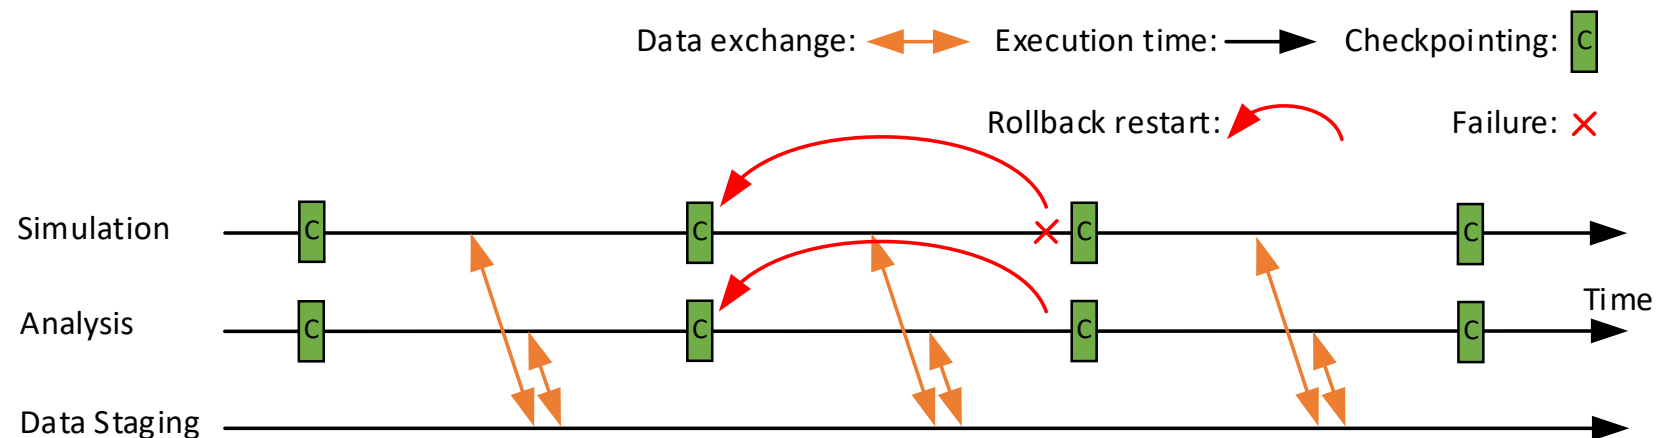 Data exchange: Execution time: Checkpointing: C
Rollback restart: Failure:
Simulation C C C C
Time
Analysis C C C C
Data Staging